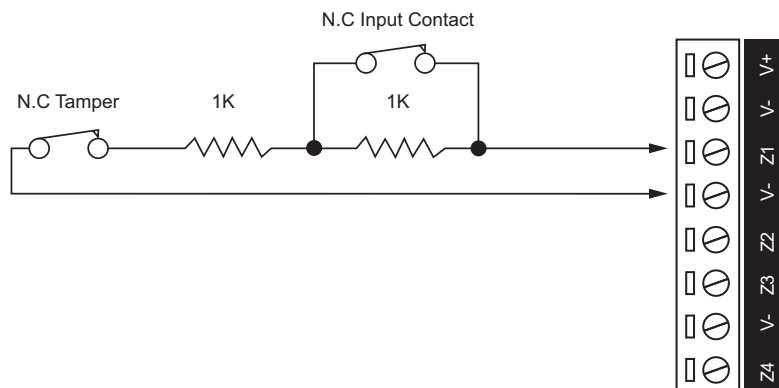 N.C Input Contact
N.C Tamper
1K
1K
V+
V-
Z1
V-
Z2
Z3
V-
Z4